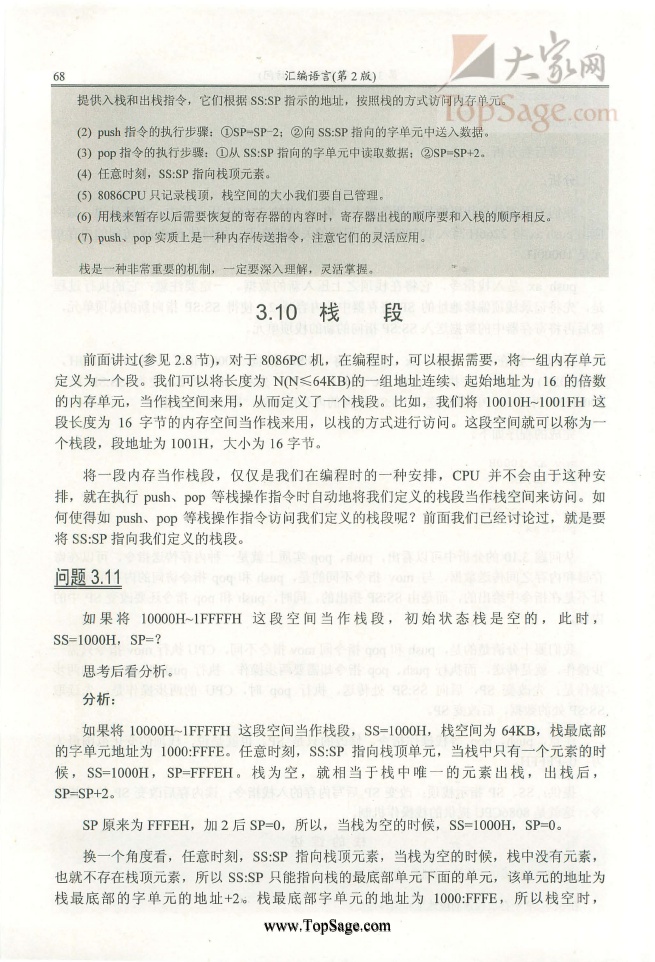 68
汇编语言(第 2 版)
大家网
TopSage.com
提供入栈和出栈指令，它们根据 SS:SP 指示的地址，按照栈的方式访问内存单元。
(2) push 指令的执行步骤：①SP=SP-2；②向 SS:SP 指向的字单元中送入数据。
(3) pop 指令的执行步骤：①从 SS:SP 指向的字单元中读取数据；②SP=SP+2。
(4) 任意时刻，SS:SP 指向栈顶元素。
(5) 8086CPU 只记录栈顶，栈空间的大小我们要自己管理。
(6) 用栈来暂存以后需要恢复的寄存器的内容时，寄存器出栈的顺序要和入栈的顺序相反。
(7) push、pop 实质上是一种内存传送指令，注意它们的灵活应用。
栈是一种非常重要的机制，一定要深入理解，灵活掌握。
3.10 栈 段
前面讲过(参见 2.8 节)，对于 8086PC 机，在编程时，可以根据需要，将一组内存单元
定义为一个段。我们可以将长度为 N(N≤64KB)的一组地址连续、起始地址为 16 的倍数
的内存单元，当作栈空间来用，从而定义了一个栈段。比如，我们将 10010H~1001FH 这
段长度为 16 字节的内存空间当作栈来用，以栈的方式进行访问。这段空间就可以称为一
个栈段，段地址为 1001H，大小为 16 字节。
将一段内存当作栈段，仅仅是我们在编程时的一种安排，CPU 并不会由于这种安
排，就在执行 push、pop 等栈操作指令时自动地将我们定义的栈段当作栈空间来访问。如
何使得如 push、pop 等栈操作指令访问我们定义的栈段呢？前面我们已经讨论过，就是要
将 SS:SP 指向我们定义的栈段。
问题 3.11
如果将 10000H~1FFFFH 这段空间当作栈段，初始状态栈是空的，此时，
SS=1000H，SP=？
思考后看分析。
分析：
如果将 10000H~1FFFFH 这段空间当作栈段，SS=1000H，栈空间为 64KB，栈最底部
的字单元地址为 1000:FFFE。任意时刻，SS:SP 指向栈顶单元，当栈中只有一个元素的时
候，SS=1000H，SP=FFFEH。栈为空，就相当于栈中唯一的元素出栈，出栈后，
SP=SP+2。
SP 原来为 FFFEH，加 2 后 SP=0，所以，当栈为空的时候，SS=1000H，SP=0。
换一个角度看，任意时刻，SS:SP 指向栈顶元素，当栈为空的时候，栈中没有元素，
也就不存在栈顶元素，所以 SS:SP 只能指向栈的最底部单元下面的单元，该单元的地址为
栈最底部的字单元的地址+2。栈最底部字单元的地址为 1000:FFFE，所以栈空时，
www.TopSage.com